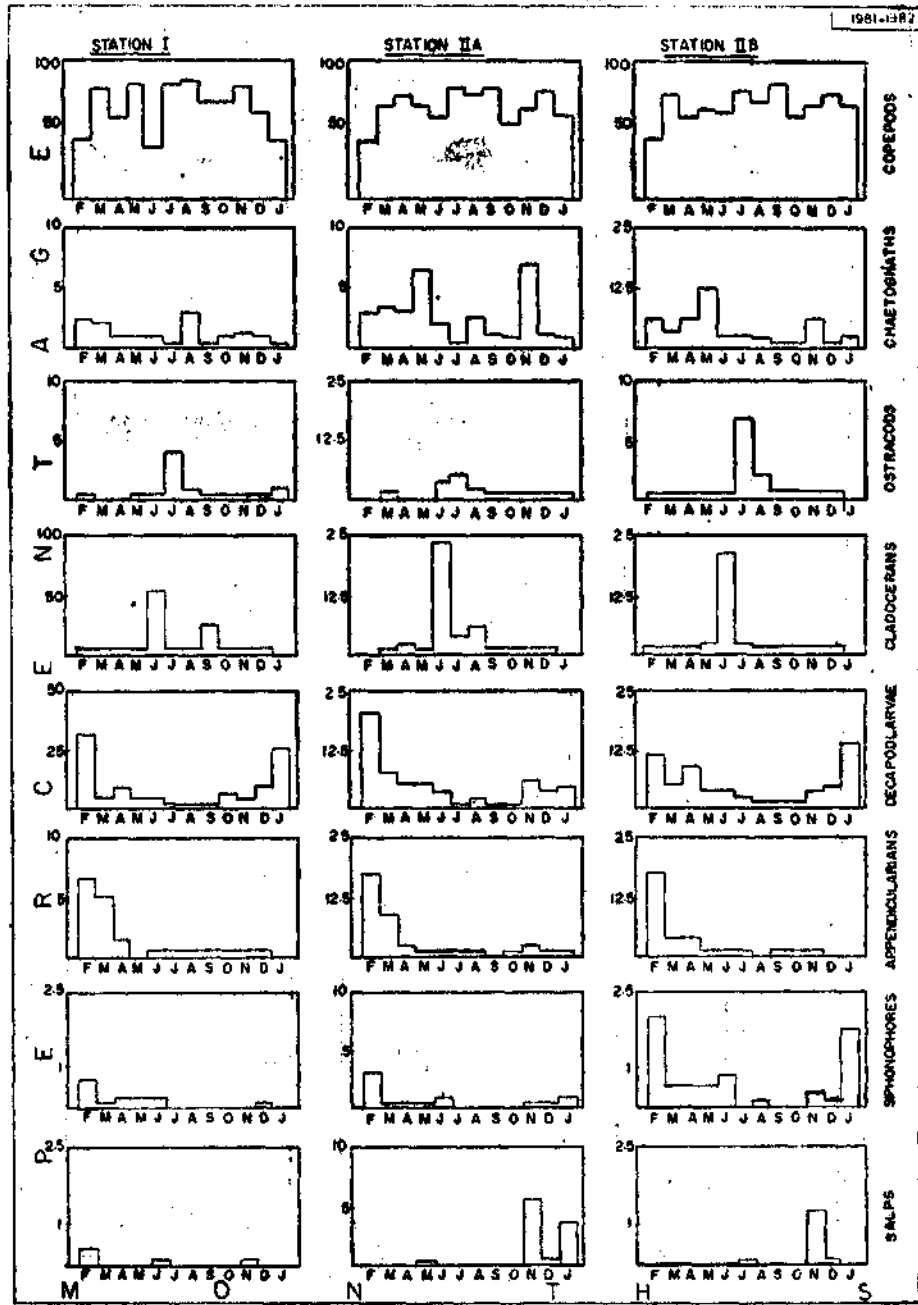 1981-1982
STATION I STATION IIA STATION IIB
100 100 100
50 50 50
COPEPODS
F M A M J J A S O N D J F M A M J J A S O N D J F M A M J J A S O N D J
10 10 25
5 5 12.5
CHAETOGNATHS
F M A M J J A S O N D J F M A M J J A S O N D J F M A M J J A S O N D J
10 25 10
5 12.5 5
OSTRACODS
F M A M J J A S O N D J F M A M J J A S O N D J F M A M J J A S O N D J
100 25 25
50 12.5 12.5
CLADOCERANS
F M A M J J A S O N D J F M A M J J A S O N D J F M A M J J A S O N D J
50 25 25
25 12.5 12.5
DECAPOD LARVAE
F M A M J J A S O N D J F M A M J J A S O N D J F M A M J J A S O N D J
10 25 25
5 12.5 12.5
APPENDICULARIANS
F M A M J J A S O N D J F M A M J J A S O N D J F M A M J J A S O N D J
2.5 10 2.5
1 5 1
SIPHONOPHORES
F M A M J J A S O N D J F M A M J J A S O N D J F M A M J J A S O N D J
2.5 10 2.5
1 5 1
SALPS
F M A M J J A S O N D J F M A M J J A S O N D J F M A M J J A S O N D J
PERCENTAGE
MONTHS